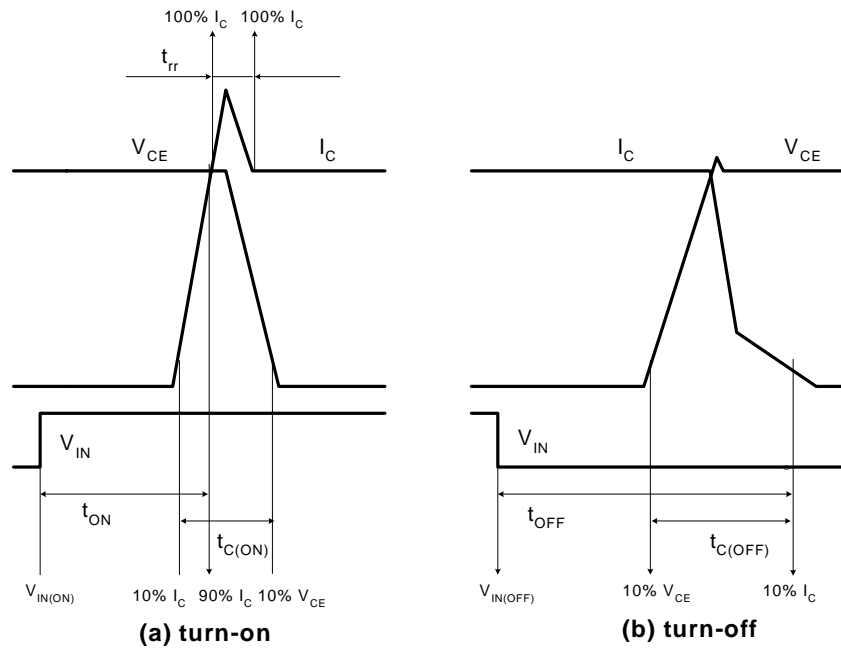 100% I_C 100% I_C
t_rr
V_CE I_C
I_C V_CE
V_IN
V_IN
t_ON
t_OFF
t_C(ON)
t_C(OFF)
V_IN(ON) 10% I_C 90% I_C 10% V_CE
V_IN(OFF) 10% V_CE 10% I_C
(a) turn-on
(b) turn-off